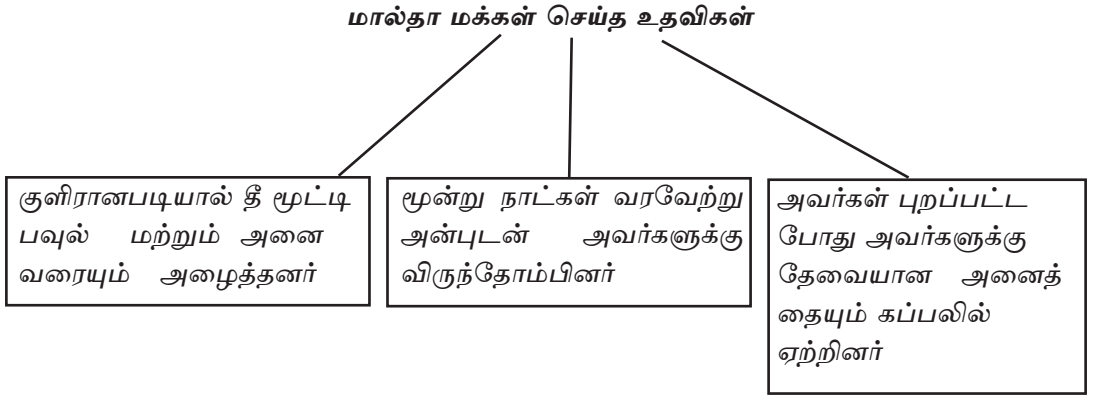 மால்தா மக்கள் செய்த உதவிகள்
குளிரானபடியால் தீ மூட்டி
பவுல் மற்றும் அனை
வரையும் அழைத்தனர்
மூன்று நாட்கள் வரவேற்று
அன்புடன் அவர்களுக்கு
விருந்தோம்பினர்
அவர்கள் புறப்பட்ட
போது அவர்களுக்கு
தேவையான அனைத்
தையும் கப்பலில்
ஏற்றினர்